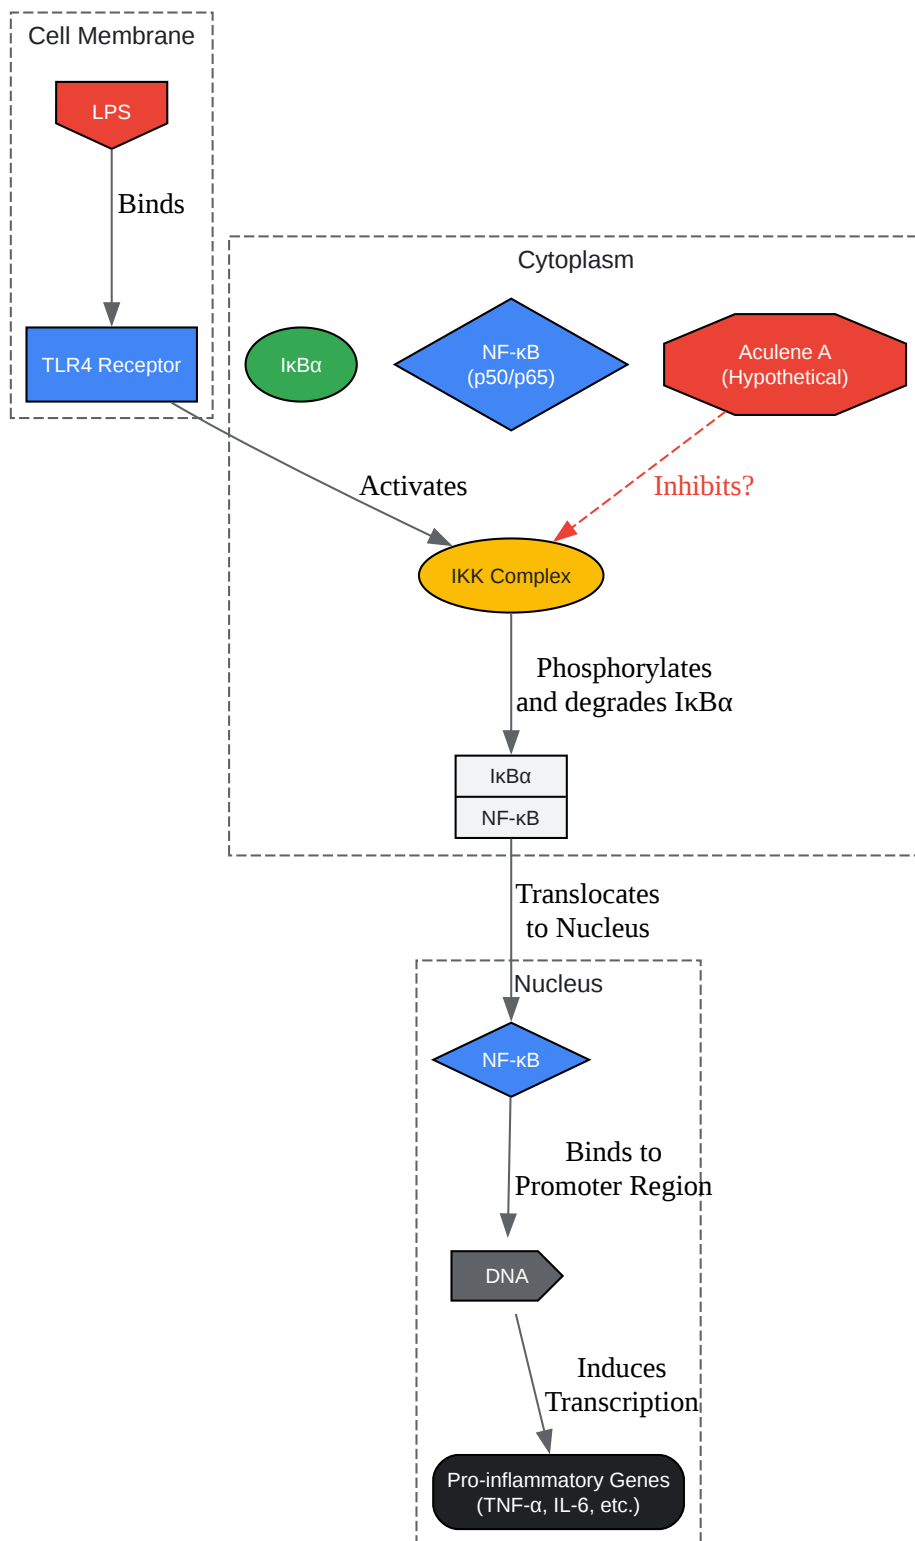 Cell Membrane
LPS
Binds
Cytoplasm
TLR4 Receptor
IκBα
NF-κB
(p50/p65)
Aculene A
(Hypothetical)
Activates
Inhibits?
IKK Complex
Phosphorylates
and degrades IκBα
IκBα
NF-κB
Translocates
to Nucleus
Nucleus
NF-κB
Binds to
Promoter Region
DNA
Induces
Transcription
Pro-inflammatory Genes
(TNF-α, IL-6, etc.)